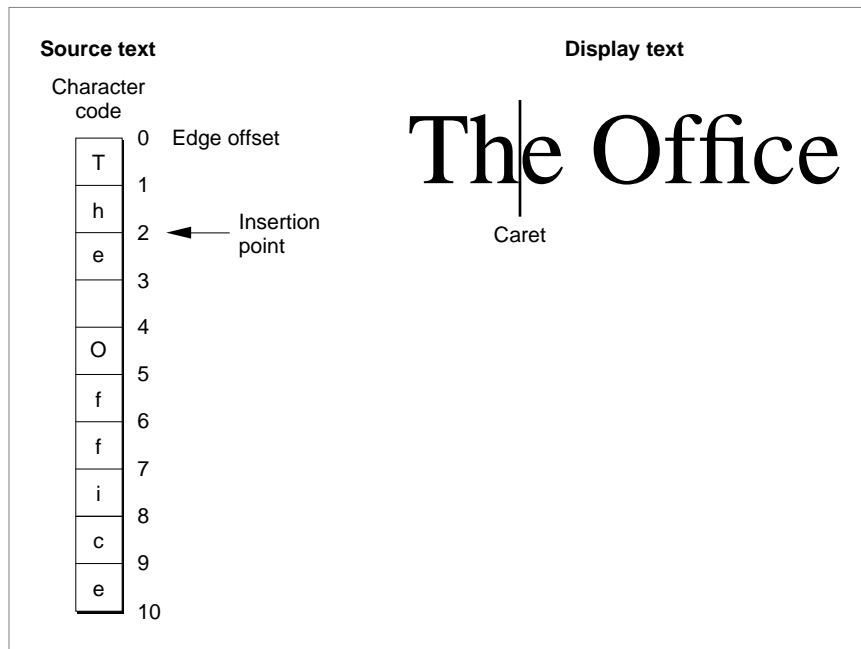 Source text
Display text
Character
code
0 Edge offset
T
1
h
2
Insertion
point
e
3
4
O
5
f
6
f
7
i
8
c
9
e
10
The Office
Caret